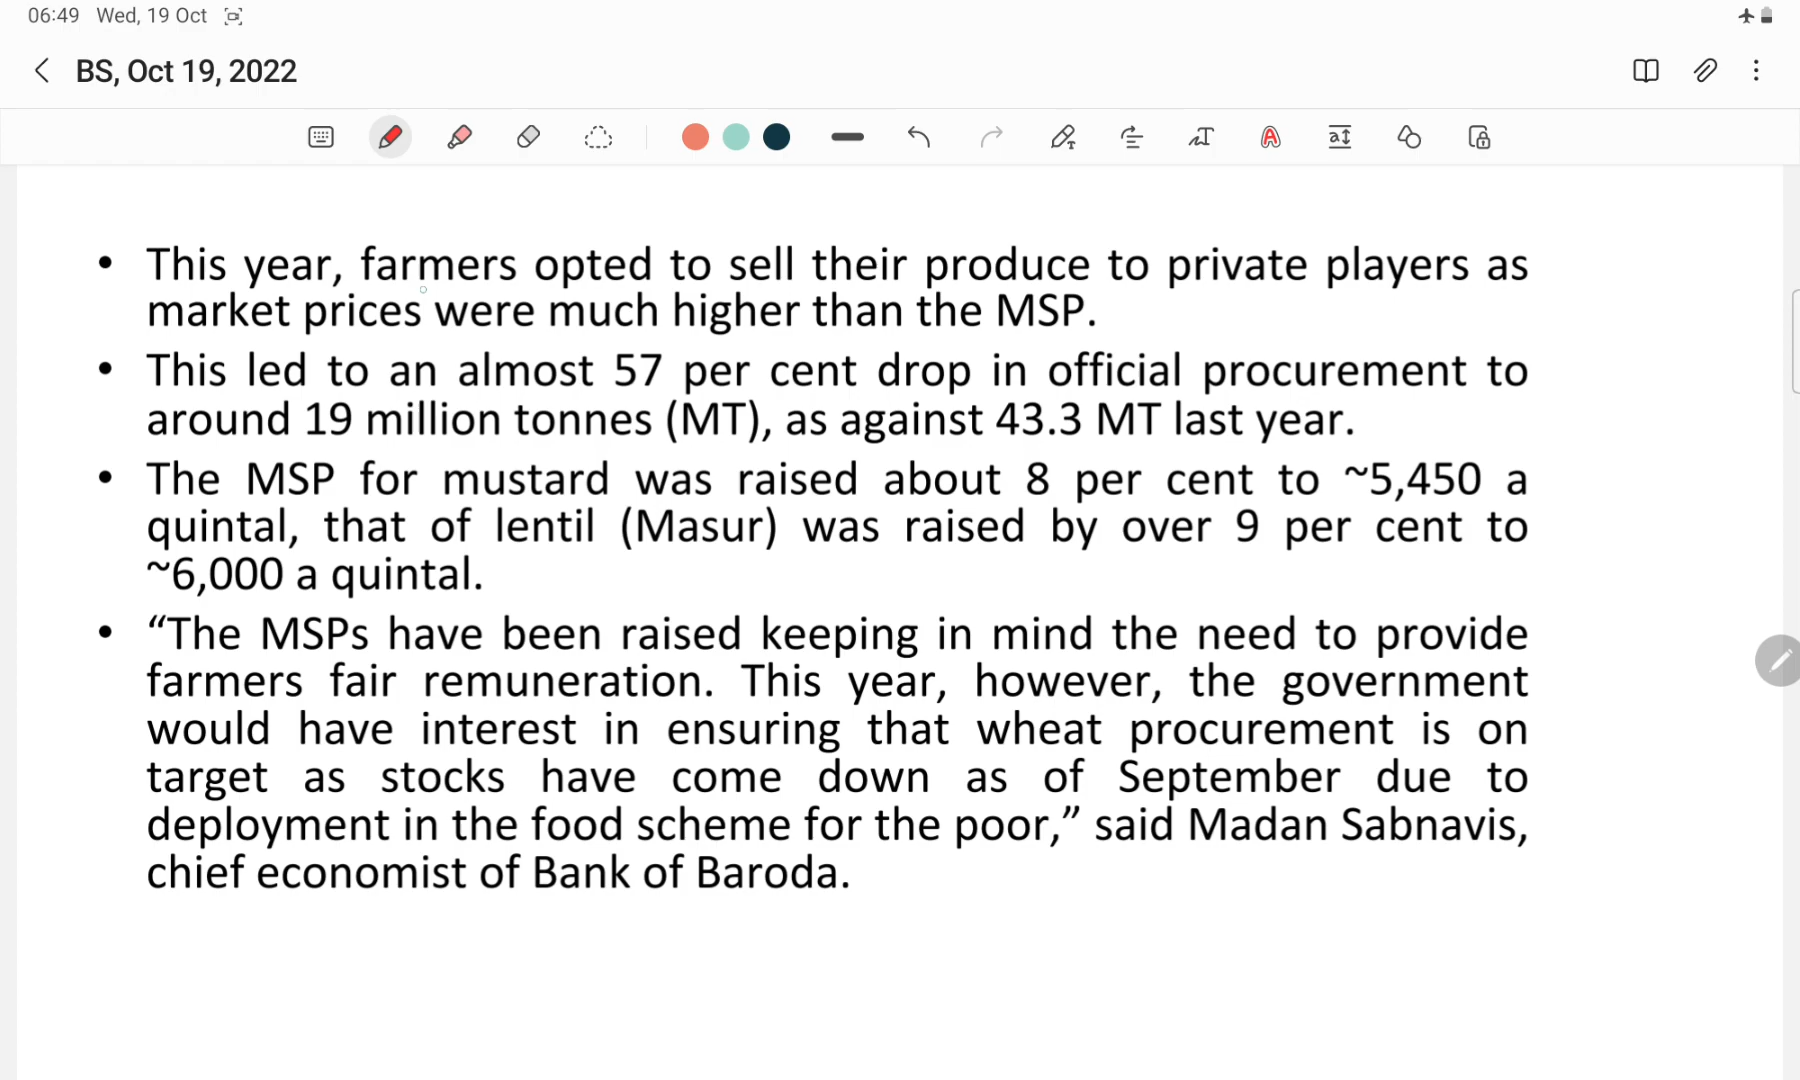 06:49 Wed, 19 Oct
BS, Oct 19, 2022
• This year, farmers opted to sell their produce to private players as
market prices were much higher than the MSP.
• This led to an almost 57 per cent drop in official procurement to
around 19 million tonnes (MT), as against 43.3 MT last year.
• The MSP for mustard was raised about 8 per cent to ~5,450 a
quintal, that of lentil (Masur) was raised by over 9 per cent to
~6,000 a quintal.
• “The MSPs have been raised keeping in mind the need to provide
farmers fair remuneration. This year, however, the government
would have interest in ensuring that wheat procurement is on
target as stocks have come down as of September due to
deployment in the food scheme for the poor,” said Madan Sabnavis,
chief economist of Bank of Baroda.